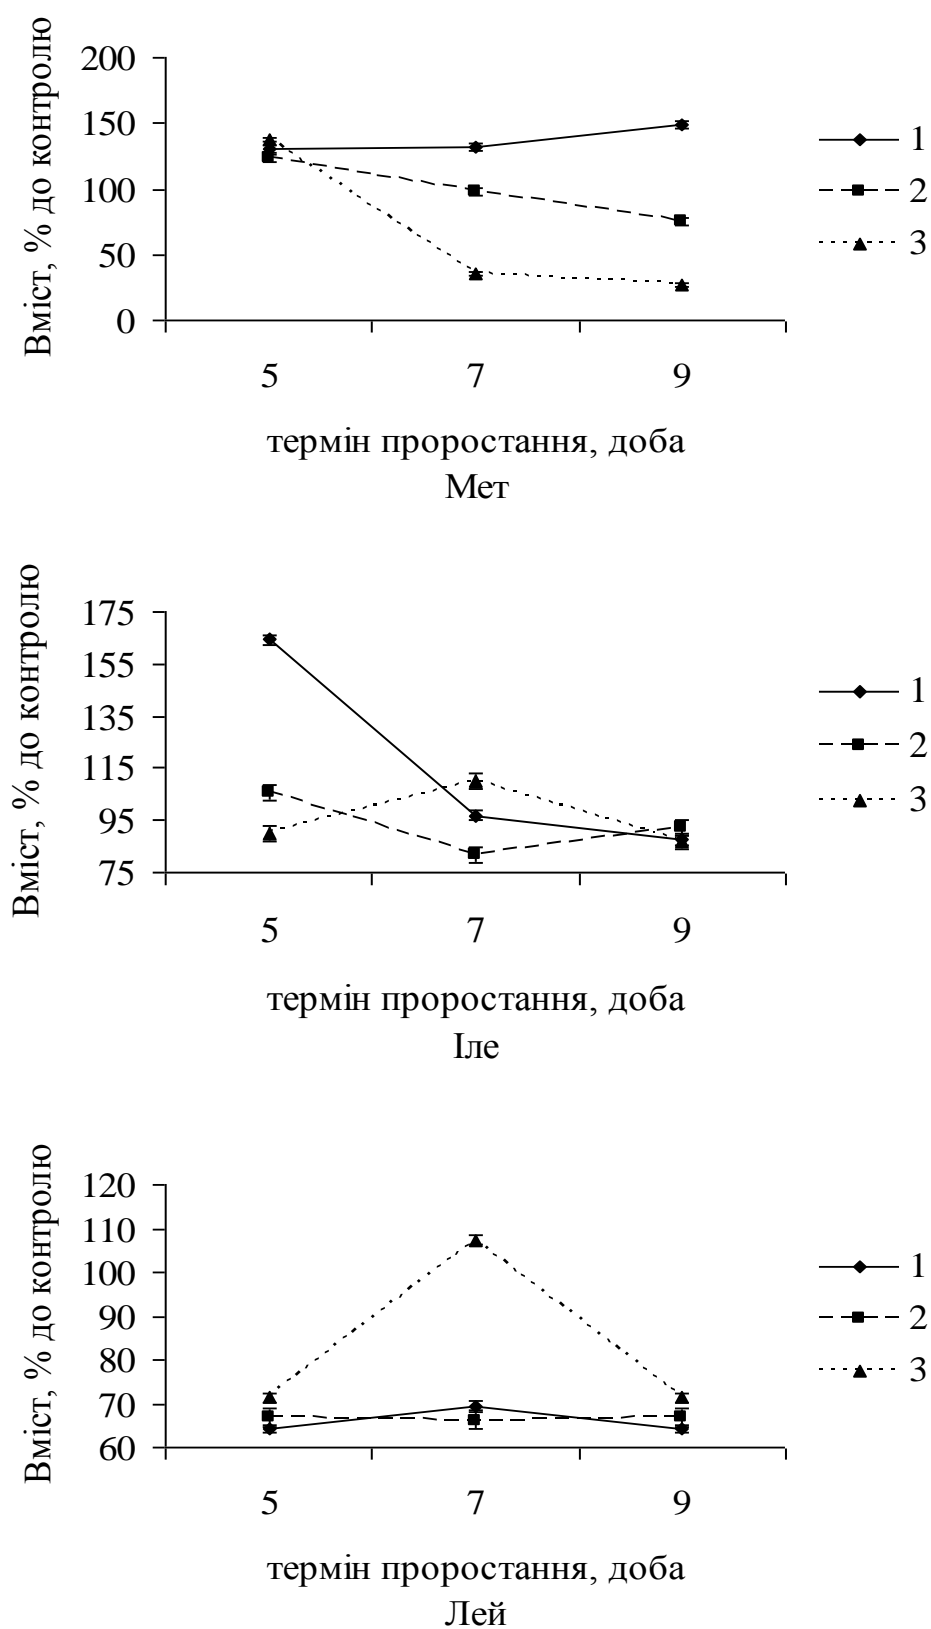 Вміст, % до контролю
200
150
100
50
0
5 7 9
термін проростання, доба
Мет
1
2
3
Вміст, % до контролю
175
155
135
115
95
75
5 7 9
термін проростання, доба
Іле
1
2
3
Вміст, % до контролю
120
110
100
90
80
70
60
5 7 9
термін проростання, доба
Лей
1
2
3